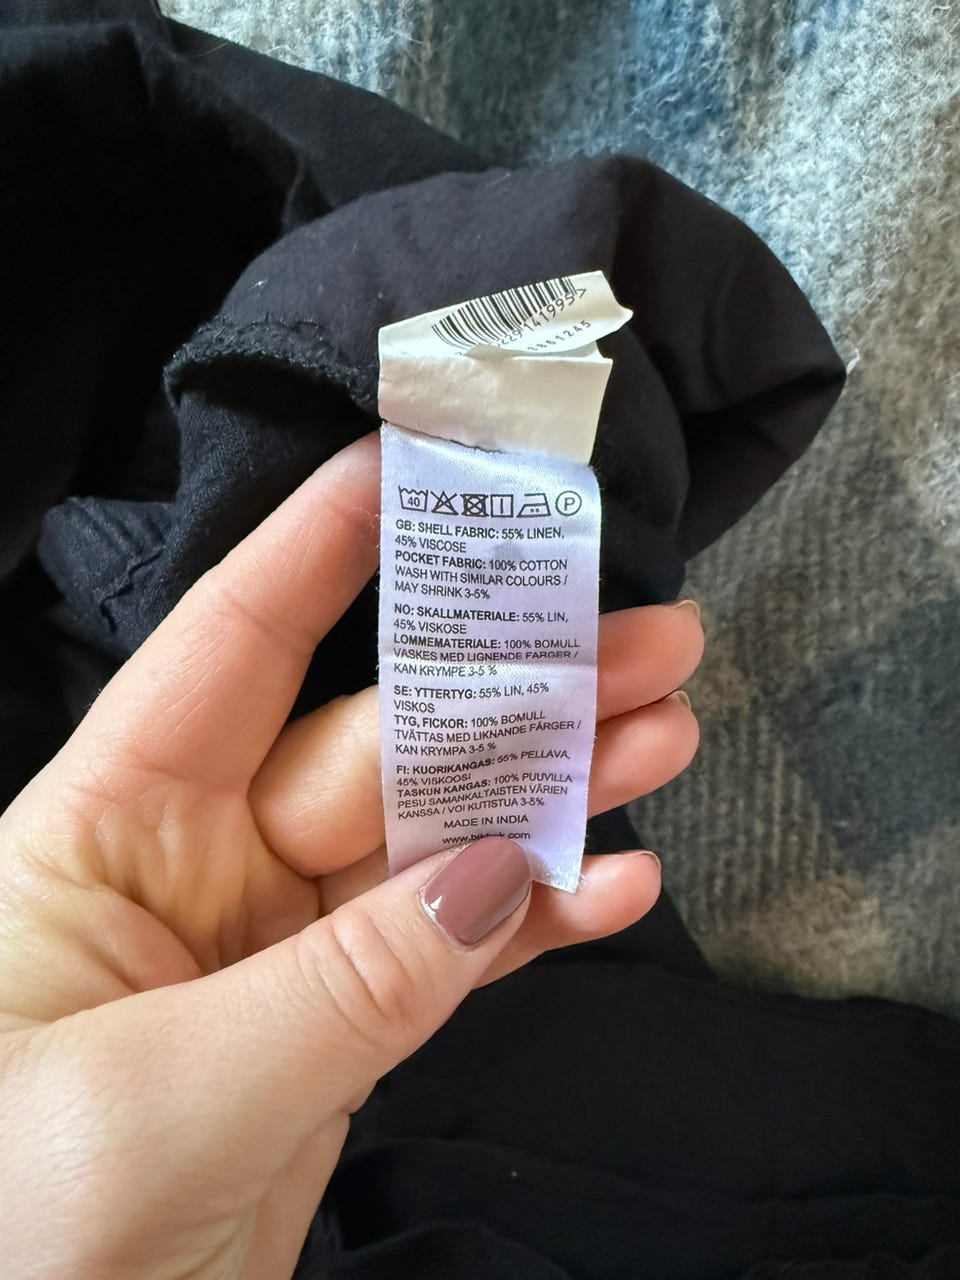 141995>
3861245
40 P
GB: SHELL FABRIC: 55% LINEN,
45% VISCOSE
POCKET FABRIC: 100% COTTON
WASH WITH SIMILAR COLOURS /
MAY SHRINK 3-5%
NO: SKALLMATERIALE: 55% LIN,
45% VISKOSE
LOMMEMATERIALE: 100% BOMULL
VASKES MED LIGNENDE FARGER /
KAN KRYMPE 3-5 %
SE: YTTERTYG: 55% LIN, 45%
VISKOS
TYG, FICKOR: 100% BOMULL
TVÄTTAS MED LIKNANDE FÄRGER /
KAN KRYMPA 3-5 %
FI: KUORIKANGAS: 55% PELLAVA,
45% VISKOOSI
TASKUN KANGAS: 100% PUUVILLA
PESU SAMANKALTAISTEN VÄRIEN
KANSSA / VOI KUTISTUA 3-5%
MADE IN INDIA